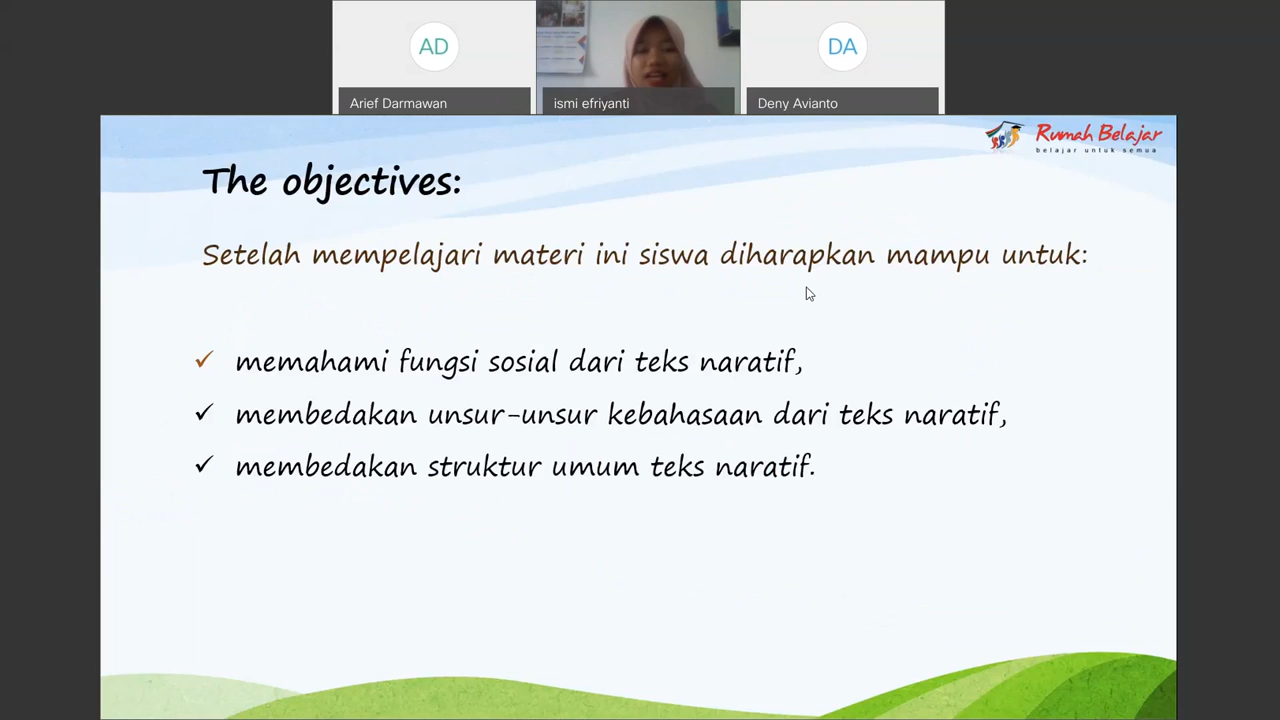 AD
DA
Arief Darmawan
ismi efriyanti
Deny Avianto
Rumah Belajar
belajar untuk semua
The objectives:
Setelah mempelajari materi ini siswa diharapkan mampu untuk:
✓ memahami fungsi sosial dari teks naratif,
✓ membedakan unsur-unsur kebahasaan dari teks naratif,
✓ membedakan struktur umum teks naratif.